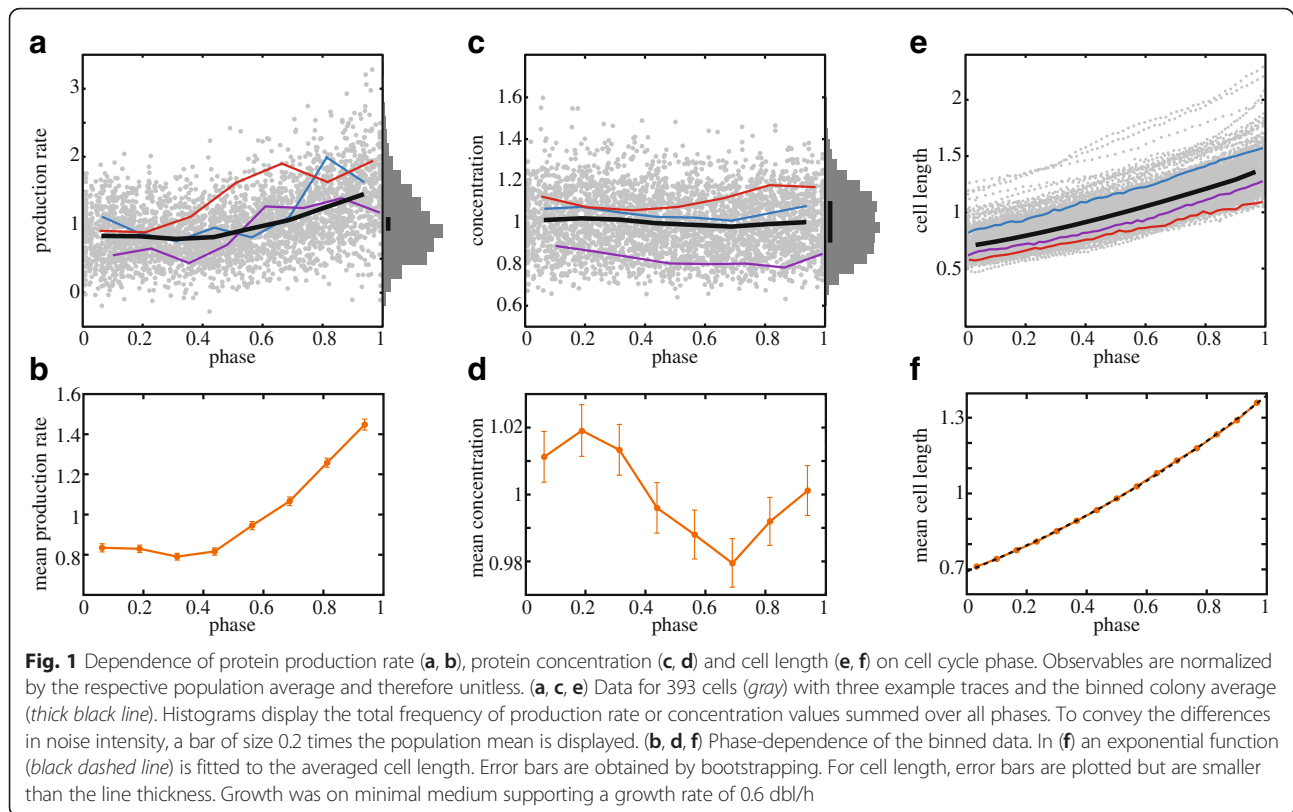 a
c
e
3
2
1
0
production rate
0 0.2 0.4 0.6 0.8 1
phase
1.6
1.4
1.2
1.0
0.8
0.6
concentration
0 0.2 0.4 0.6 0.8 1
phase
2
1.5
1
0.5
cell length
0 0.2 0.4 0.6 0.8 1
phase
b
d
f
1.6
1.4
1.2
1
0.8
mean production rate
0 0.2 0.4 0.6 0.8 1
phase
1.02
1
0.98
mean concentration
0 0.2 0.4 0.6 0.8 1
phase
1.3
1
0.7
mean cell length
0 0.2 0.4 0.6 0.8 1
phase
Fig. 1 Dependence of protein production rate (a, b), protein concentration (c, d) and cell length (e, f) on cell cycle phase. Observables are normalized
by the respective population average and therefore unitless. (a, c, e) Data for 393 cells (gray) with three example traces and the binned colony average
(thick black line). Histograms display the total frequency of production rate or concentration values summed over all phases. To convey the differences
in noise intensity, a bar of size 0.2 times the population mean is displayed. (b, d, f) Phase-dependence of the binned data. In (f) an exponential function
(black dashed line) is fitted to the averaged cell length. Error bars are obtained by bootstrapping. For cell length, error bars are plotted but are smaller
than the line thickness. Growth was on minimal medium supporting a growth rate of 0.6 dbl/h